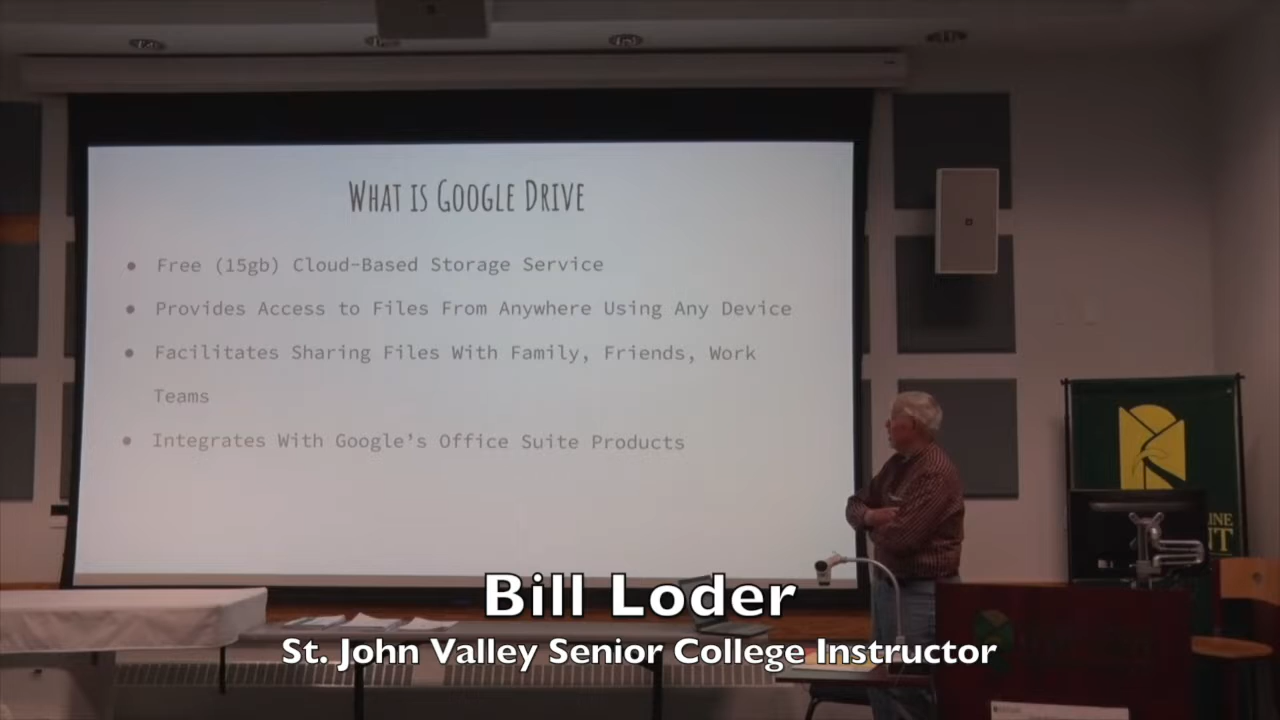 What is Google Drive
● Free (15gb) Cloud-Based Storage Service
● Provides Access to Files From Anywhere Using Any Device
● Facilitates Sharing Files With Family, Friends, Work
Teams
● Integrates With Google's Office Suite Products
Bill Loder
St. John Valley Senior College Instructor